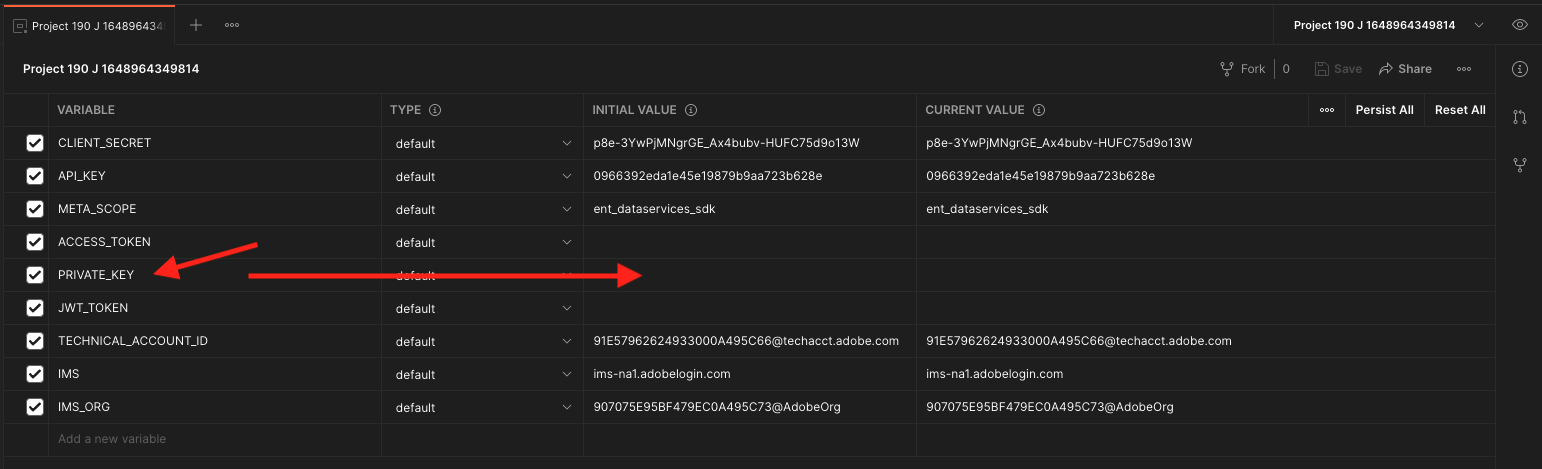 Project 190 J 164896434
Project 190 J 1648964349814
Project 190 J 1648964349814
Fork 0 Save Share
VARIABLE TYPE INITIAL VALUE CURRENT VALUE Persist All Reset All
CLIENT_SECRET default p8e-3YwPjMNgrGE_Ax4bubv-HUFC75d9o13W p8e-3YwPjMNgrGE_Ax4bubv-HUFC75d9o13W
API_KEY default 0966392eda1e45e19879b9aa723b628e 0966392eda1e45e19879b9aa723b628e
META_SCOPE default ent_dataservices_sdk ent_dataservices_sdk
ACCESS_TOKEN default
PRIVATE_KEY default
JWT_TOKEN default
TECHNICAL_ACCOUNT_ID default 91E57962624933000A495C66@techacct.adobe.com 91E57962624933000A495C66@techacct.adobe.com
IMS default ims-na1.adobelogin.com ims-na1.adobelogin.com
IMS_ORG default 907075E95BF479EC0A495C73@AdobeOrg 907075E95BF479EC0A495C73@AdobeOrg
Add a new variable